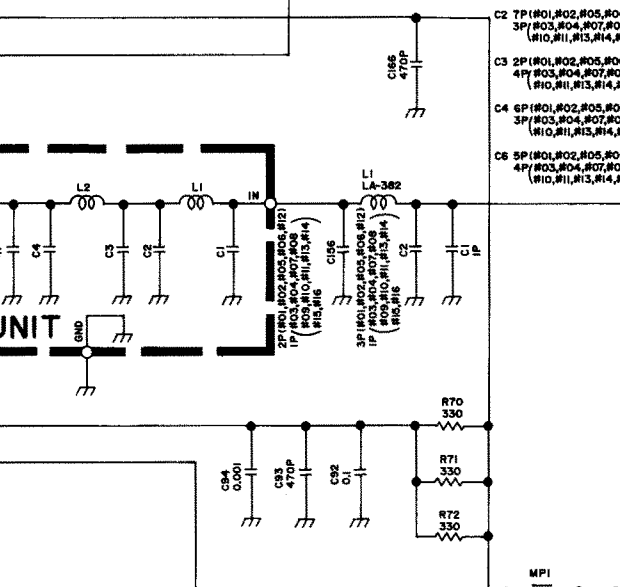 C2 7P(#01,#02,#05,#0
3P(#03,#04,#07,#0
#10,#11,#13,#14,#
C3 2P(#01,#02,#05,#0
4P(#03,#04,#07,#0
#10,#11,#13,#14,#
C4 6P(#01,#02,#05,#0
3P(#03,#04,#07,#0
#10,#11,#13,#14,#
C6 5P(#01,#02,#05,#0
4P(#03,#04,#07,#0
#10,#11,#13,#14,#
C166
470P
L1
LA-382
L2
L1
IN
C4
C3
C2
C1
2P(#01,#02,#05,#06,#12)
1P(#03,#04,#07,#08
#09,#10,#11,#13,#14
#15,#16)
C156
3P(#01,#02,#05,#06,#12)
1P(#03,#04,#07,#08
#09,#10,#11,#13,#14
#15,#16)
C2
C1
1P
UNIT
GND
R70
330
C94
0.001
C93
470P
C92
0.1
R71
330
R72
330
MP1